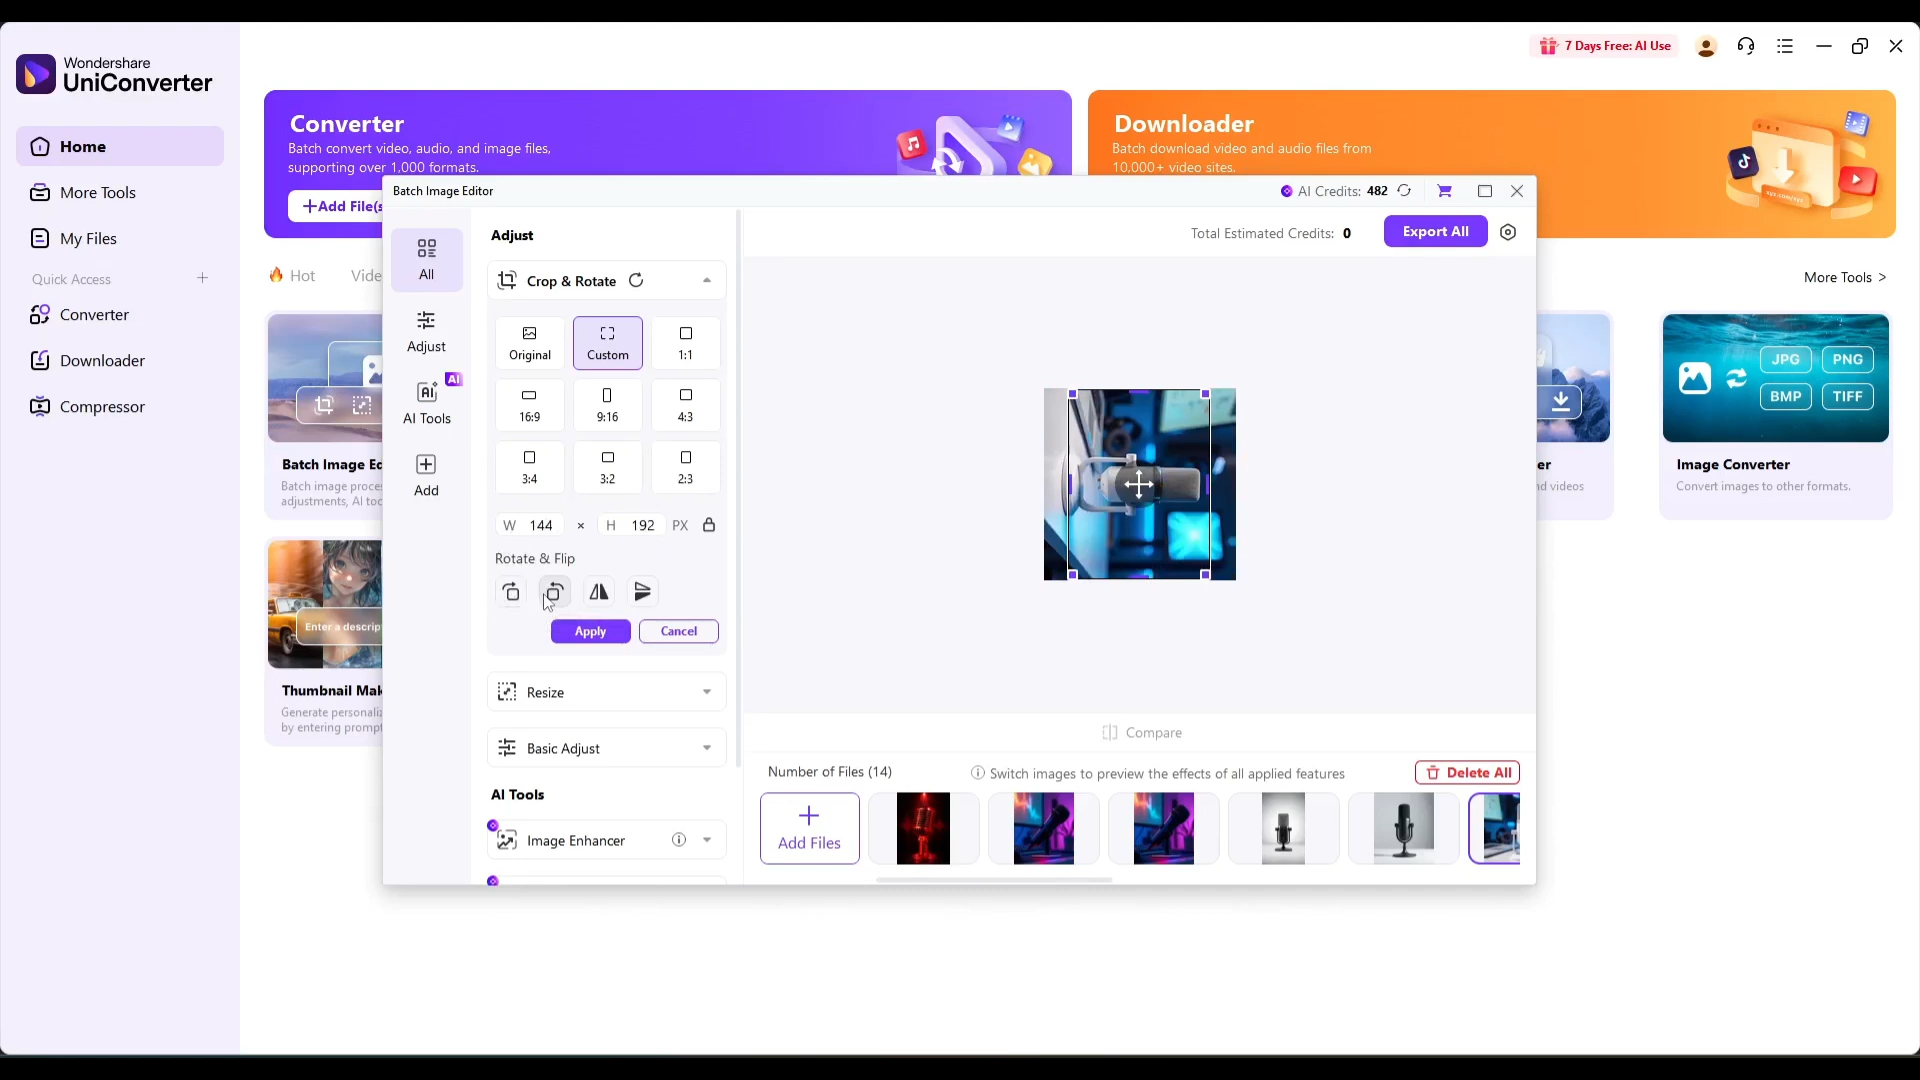 Wondershare
UniConverter
7 Days Free: AI Use
Home
More Tools
My Files
Quick Access
Converter
Downloader
Compressor
Converter
Batch convert video, audio, and image files,
supporting over 1,000 formats.
+Add File(s
Downloader
Batch download video and audio files from
10,000+ video sites.
Hot
Vide
More Tools >
Batch Image Ed
Batch image proce
adjustments, AI too
Thumbnail Mak
Generate personaliz
by entering prompt
Enter a descrip
er
nd videos
JPG
PNG
BMP
TIFF
Image Converter
Convert images to other formats.
Batch Image Editor
AI Credits: 482
All
Adjust
AI
AI Tools
Add
Adjust
Crop & Rotate
Original
Custom
1:1
16:9
9:16
4:3
3:4
3:2
2:3
W 144 × H 192 PX
Rotate & Flip
Apply
Cancel
Resize
Basic Adjust
AI Tools
Image Enhancer
Total Estimated Credits: 0
Export All
Compare
Number of Files (14)
Switch images to preview the effects of all applied features
Delete All
Add Files